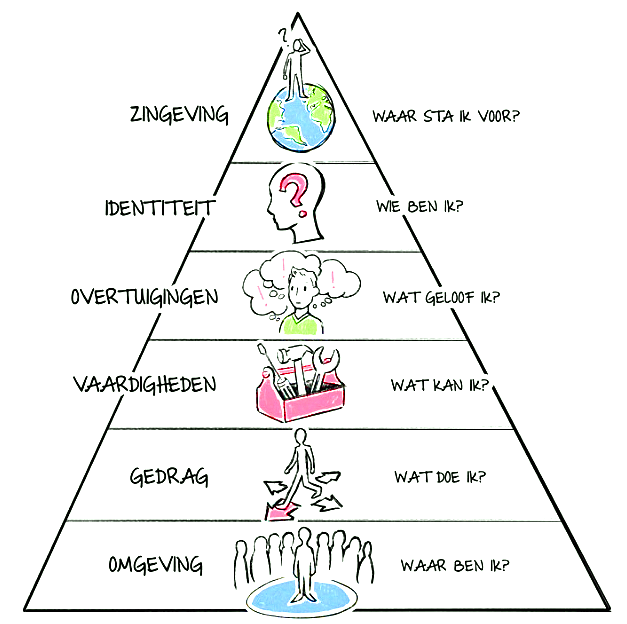 ?
ZINGEVING WAAR STA IK VOOR?
?
IDENTITEIT WIE BEN IK?
OVERTUIGINGEN WAT GELOOF IK?
VAARDIGHEDEN WAT KAN IK?
GEDRAG WAT DOE IK?
OMGEVING WAAR BEN IK?